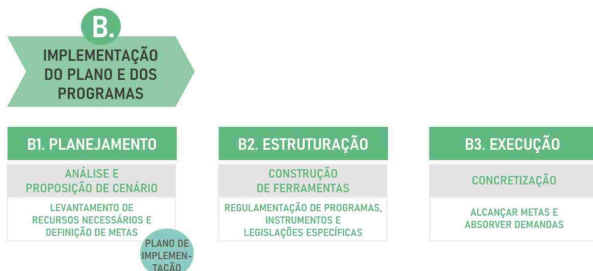 B.
IMPLEMENTAÇÃO
DO PLANO E DOS
PROGRAMAS
B1. PLANEJAMENTO
ANÁLISE E
PROPOSIÇÃO DE CENÁRIO
LEVANTAMENTO DE
RECURSOS NECESSÁRIOS E
DEFINIÇÃO DE METAS
PLANO DE
IMPLEMEN-
TAÇÃO
B2. ESTRUTURAÇÃO
CONSTRUÇÃO
DE FERRAMENTAS
REGULAMENTAÇÃO DE PROGRAMAS,
INSTRUMENTOS E
LEGISLAÇÕES ESPECÍFICAS
B3. EXECUÇÃO
CONCRETIZAÇÃO
ALCANÇAR METAS E
ABSORVER DEMANDAS